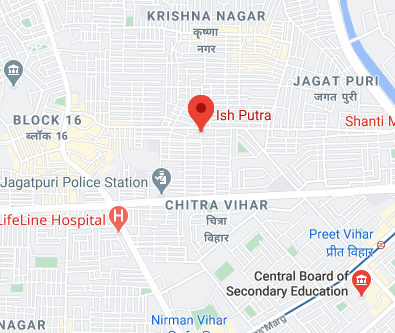 KRISHNA NAGAR
कृष्णा
नगर
JAGAT PURI
जगत पुरी
BLOCK 16
ब्लॉक 16
Ish Putra
Shanti M
Jagatpuri Police Station
LifeLine Hospital
CHITRA VIHAR
चित्रा
विहार
Preet Vihar
प्रीत विहार
Central Board of
Secondary Education
Nirman Vihar